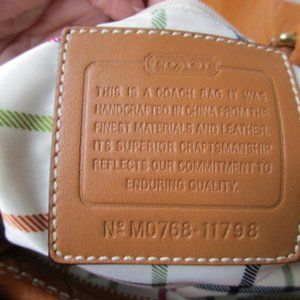 COACH
THIS IS A COACH BAG. IT WAS
HANDCRAFTED IN CHINA FROM THE
FINEST MATERIALS AND LEATHER.
ITS SUPERIOR CRAFTSMANSHIP
REFLECTS OUR COMMITMENT TO
ENDURING QUALITY.
No M0768-11798